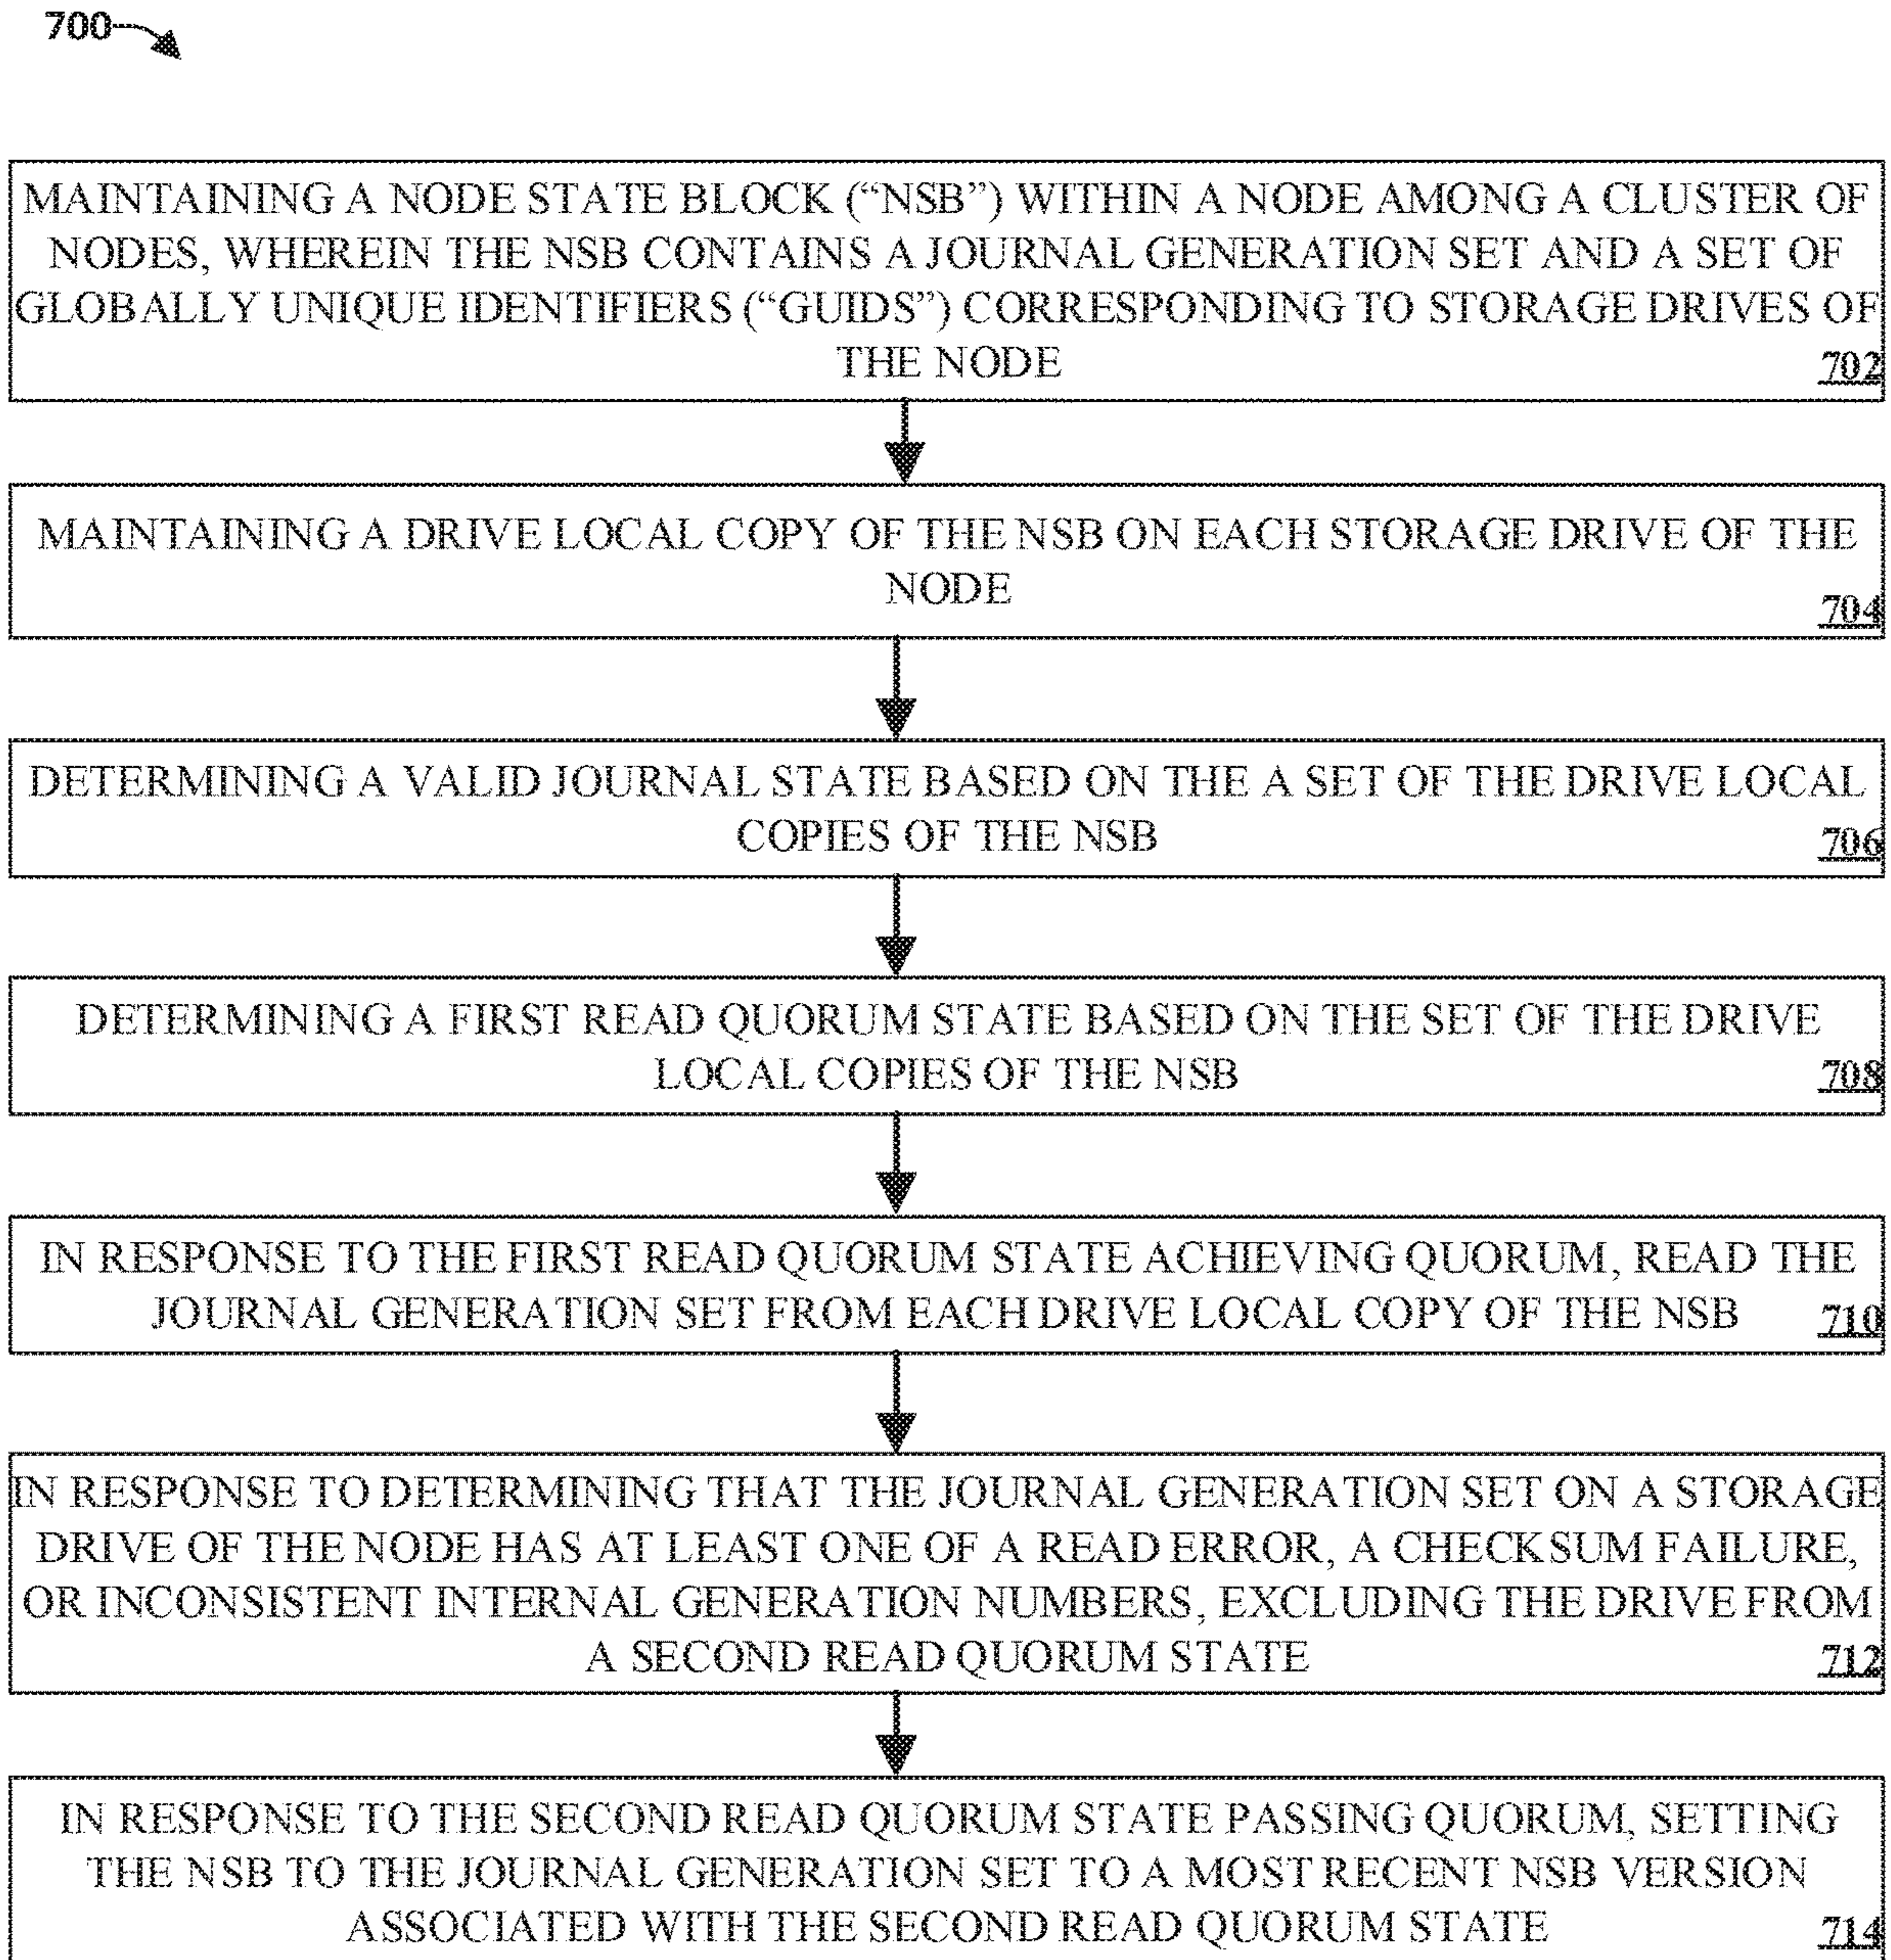 700
MAINTAINING A NODE STATE BLOCK (“NSB”) WITHIN A NODE AMONG A CLUSTER OF
NODES, WHEREIN THE NSB CONTAINS A JOURNAL GENERATION SET AND A SET OF
GLOBALLY UNIQUE IDENTIFIERS (“GUIDS”) CORRESPONDING TO STORAGE DRIVES OF
THE NODE
702
MAINTAINING A DRIVE LOCAL COPY OF THE NSB ON EACH STORAGE DRIVE OF THE
NODE
704
DETERMINING A VALID JOURNAL STATE BASED ON THE A SET OF THE DRIVE LOCAL
COPIES OF THE NSB
706
DETERMINING A FIRST READ QUORUM STATE BASED ON THE SET OF THE DRIVE
LOCAL COPIES OF THE NSB
708
IN RESPONSE TO THE FIRST READ QUORUM STATE ACHIEVING QUORUM, READ THE
JOURNAL GENERATION SET FROM EACH DRIVE LOCAL COPY OF THE NSB
710
IN RESPONSE TO DETERMINING THAT THE JOURNAL GENERATION SET ON A STORAGE
DRIVE OF THE NODE HAS AT LEAST ONE OF A READ ERROR, A CHECKSUM FAILURE,
OR INCONSISTENT INTERNAL GENERATION NUMBERS, EXCLUDING THE DRIVE FROM
A SECOND READ QUORUM STATE
712
IN RESPONSE TO THE SECOND READ QUORUM STATE PASSING QUORUM, SETTING
THE NSB TO THE JOURNAL GENERATION SET TO A MOST RECENT NSB VERSION
ASSOCIATED WITH THE SECOND READ QUORUM STATE
714